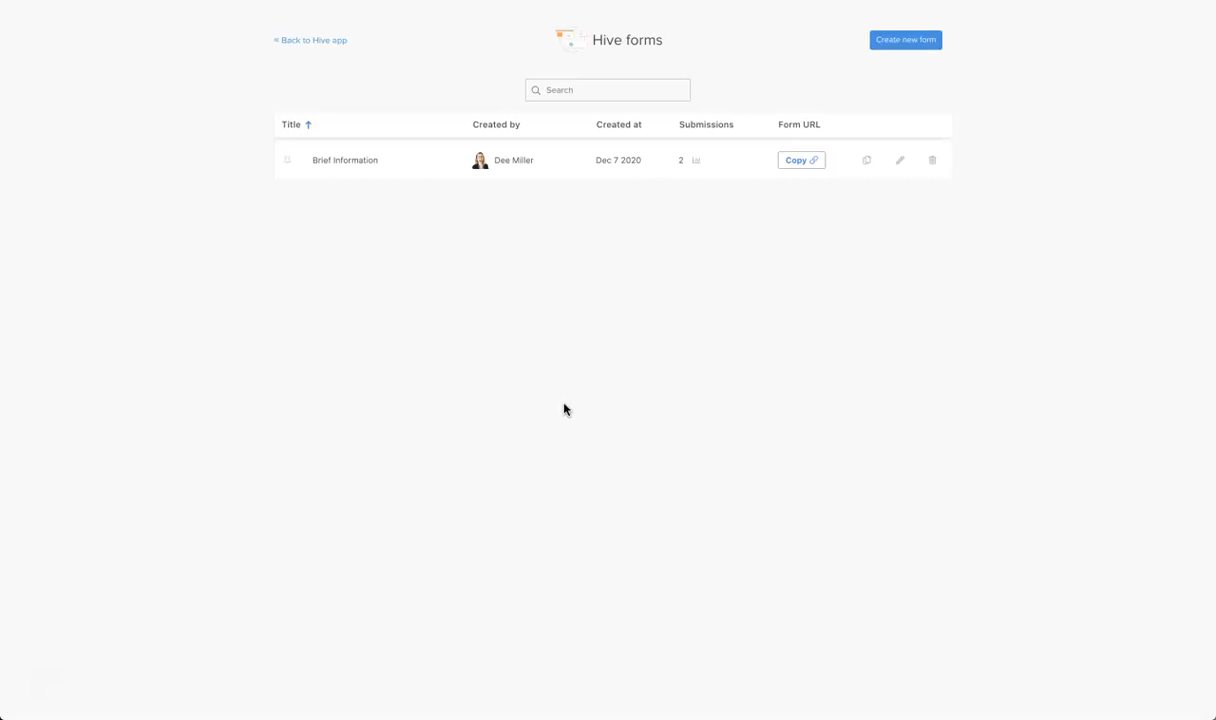 < Back to Hive app
Hive forms
Create new form
Search
Title Created by Created at Submissions Form URL
Brief Information Dee Miller Dec 7 2020 2 Copy